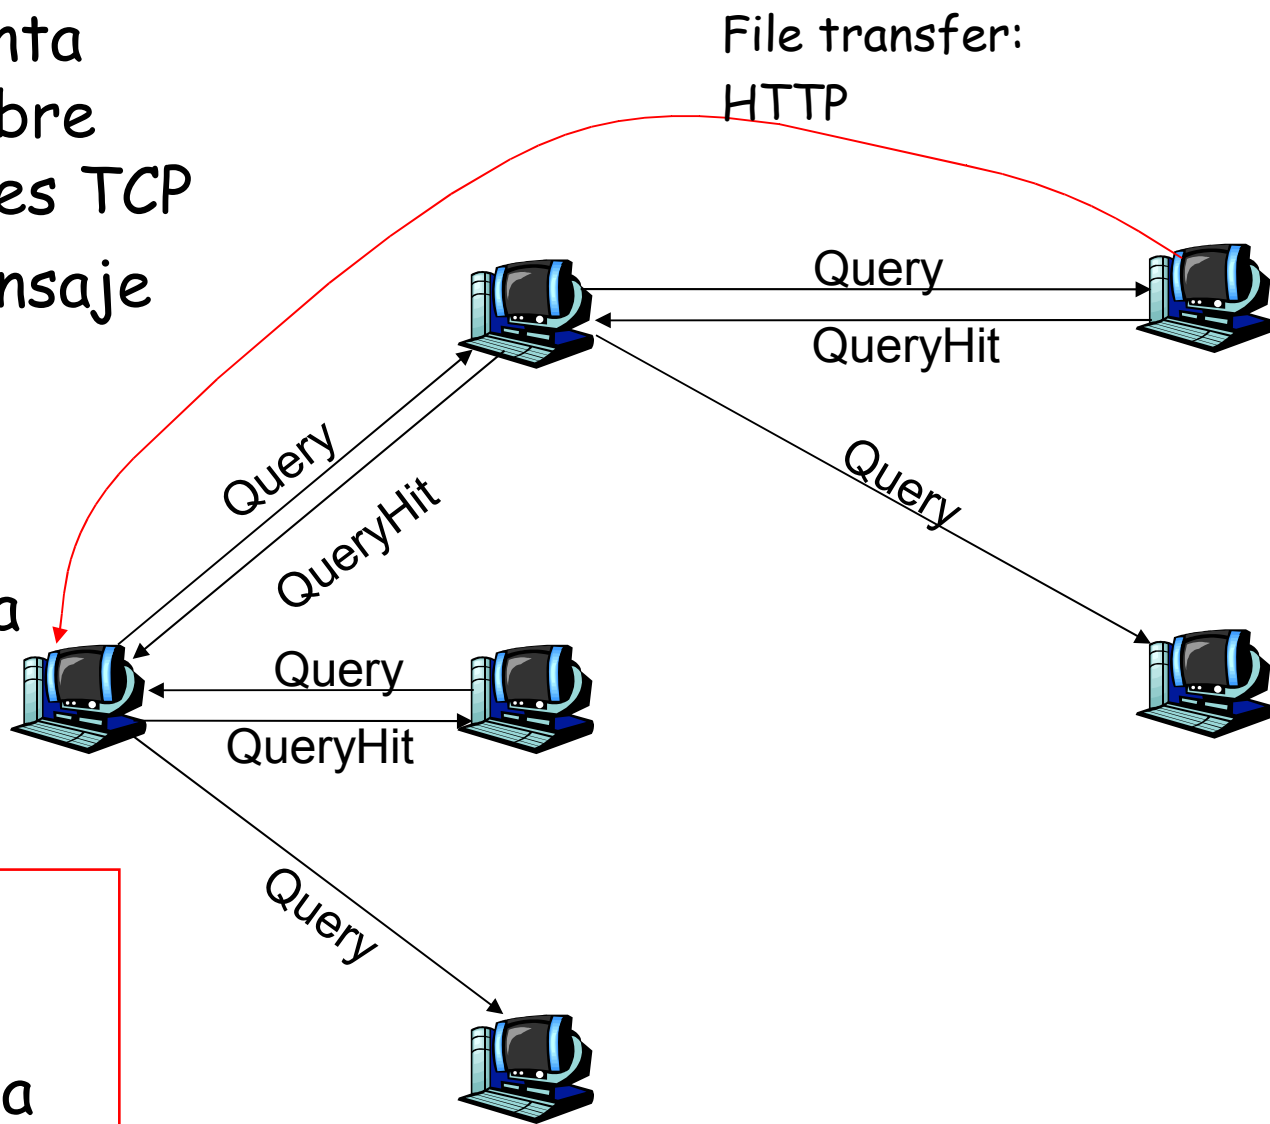 nta
bre
es TCP
nsaje
a
a
File transfer:
HTTP
Query
QueryHit
Query
QueryHit
Query
Query
QueryHit
Query